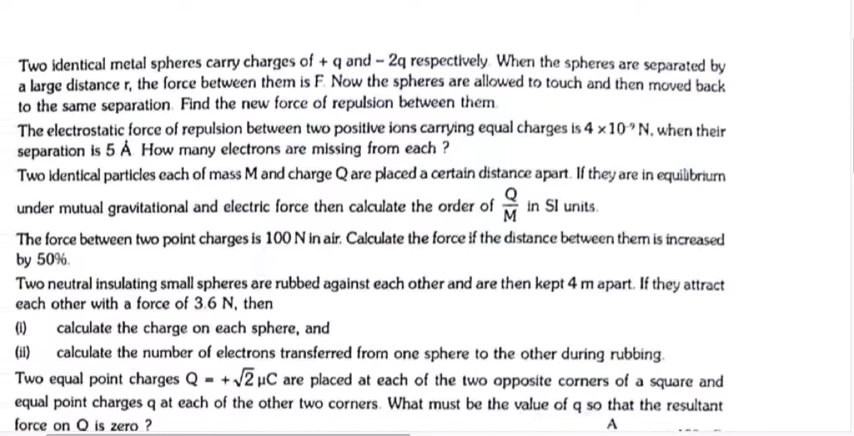 Two identical metal spheres carry charges of + q and – 2q respectively. When the spheres are separated by
a large distance r, the force between them is F. Now the spheres are allowed to touch and then moved back
to the same separation. Find the new force of repulsion between them.
The electrostatic force of repulsion between two positive ions carrying equal charges is 4 × 10⁻⁹ N, when their
separation is 5 Å. How many electrons are missing from each ?
Two identical particles each of mass M and charge Q are placed a certain distance apart. If they are in equilibrium
under mutual gravitational and electric force then calculate the order of Q/M in SI units.
The force between two point charges is 100 N in air. Calculate the force if the distance between them is increased
by 50%.
Two neutral insulating small spheres are rubbed against each other and are then kept 4 m apart. If they attract
each other with a force of 3.6 N, then
(i) calculate the charge on each sphere, and
(ii) calculate the number of electrons transferred from one sphere to the other during rubbing.
Two equal point charges Q = +√2 μC are placed at each of the two opposite corners of a square and
equal point charges q at each of the other two corners. What must be the value of q so that the resultant
force on Q is zero ?
A